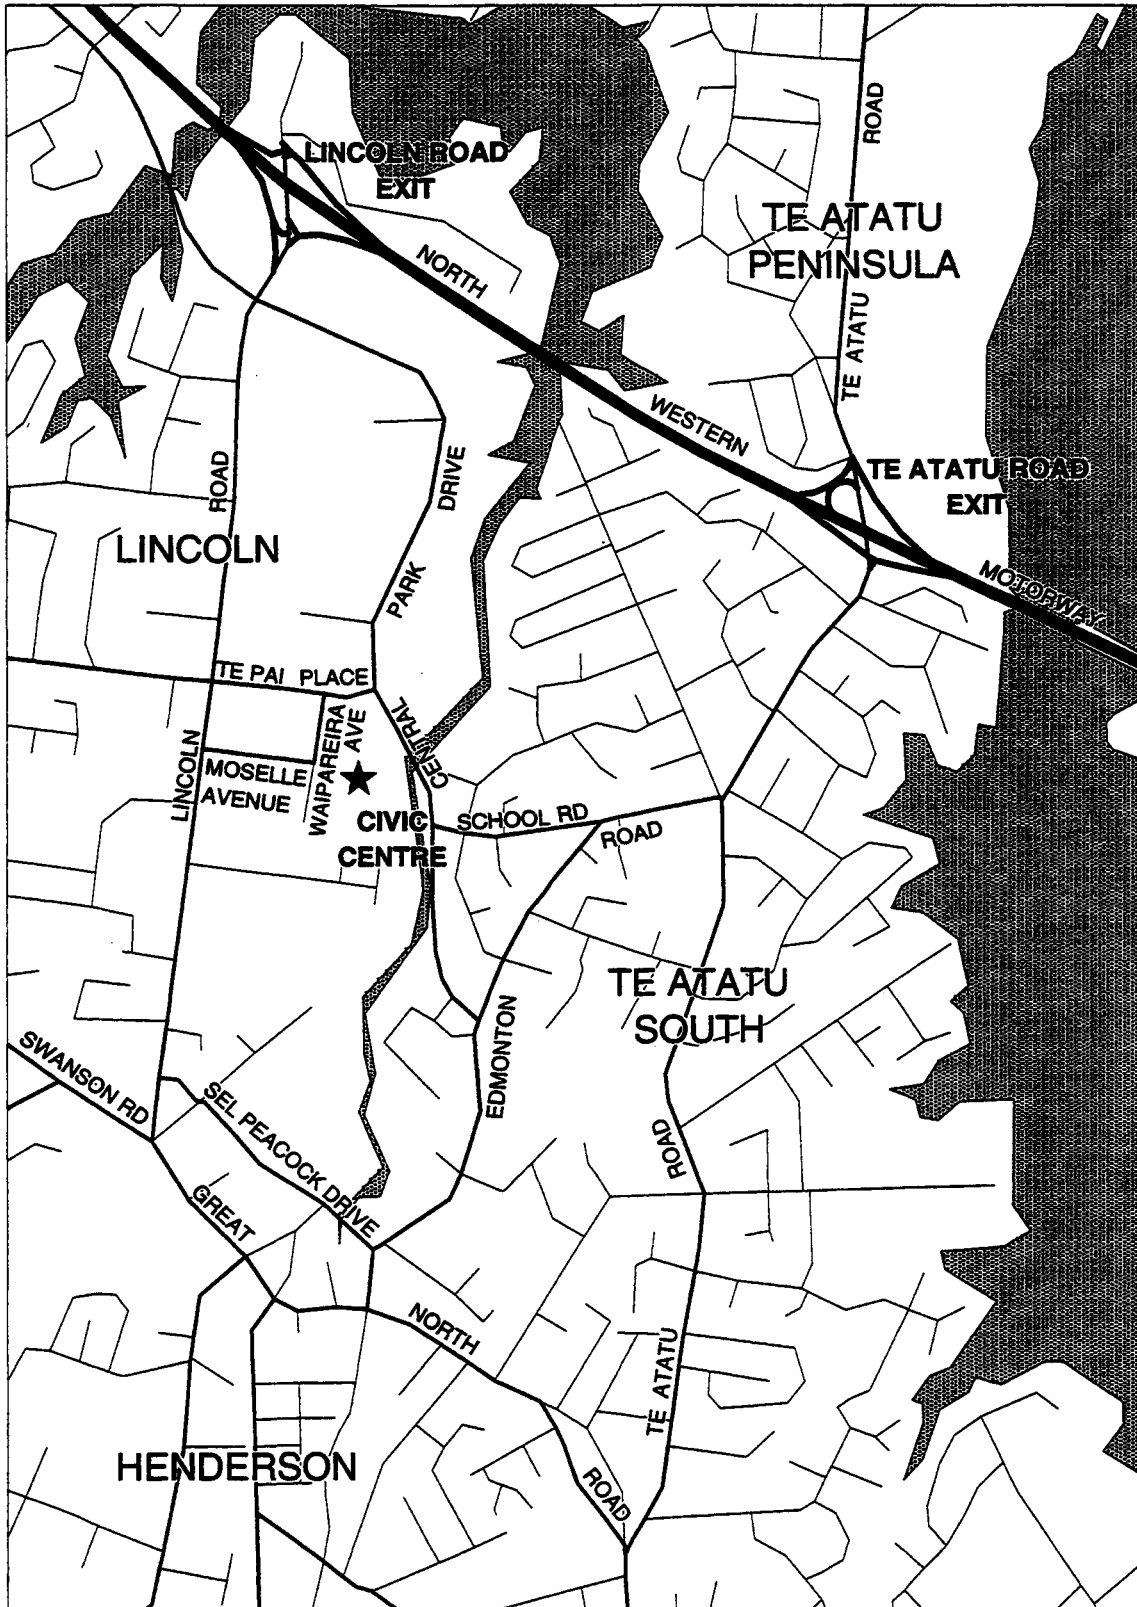 LINCOLN ROAD
EXIT
NORTH
ROAD
TE ATATU
PENINSULA
TE ATATU
WESTERN
TE ATATU ROAD
EXIT
MOTORWAY
ROAD
DRIVE
PARK
LINCOLN
TE PAI PLACE
CENTRAL
WAIPAREIRA
AVE
LINCOLN
MOSELLE
AVENUE
CIVIC
CENTRE
SCHOOL RD
ROAD
TE ATATU
SOUTH
EDMONTON
SWANSON RD
SEL PEACOCK DRIVE
GREAT
ROAD
NORTH
TE ATATU
HENDERSON
ROAD